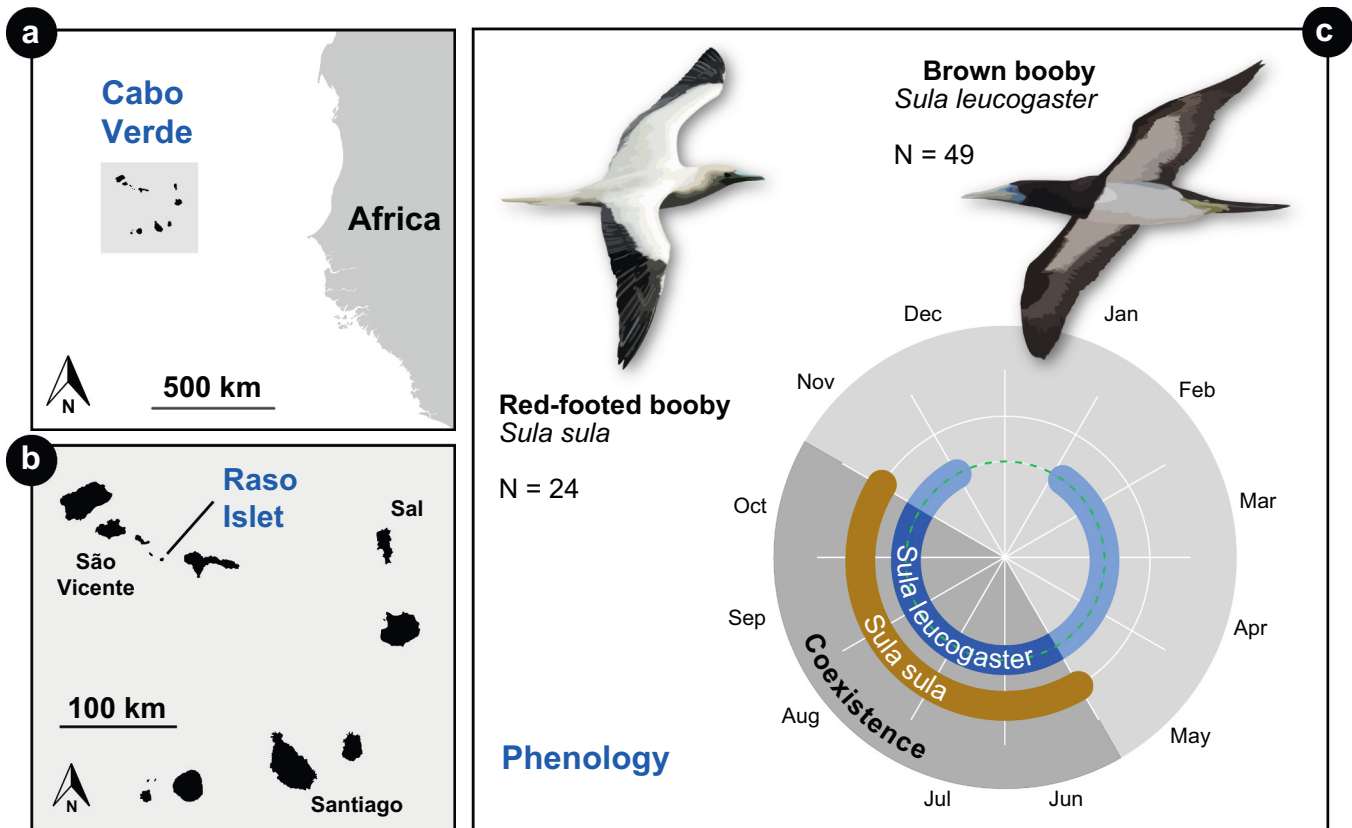 a
Cabo
Verde
Africa
N
500 km
b
Raso
Islet
Sal
São
Vicente
100 km
N
Santiago
c
Brown booby
Sula leucogaster
N = 49
Red-footed booby
Sula sula
N = 24
Phenology
Jan
Feb
Mar
Apr
May
Jun
Jul
Aug
Sep
Oct
Nov
Dec
Sula leucogaster
Sula sula
Coexistence